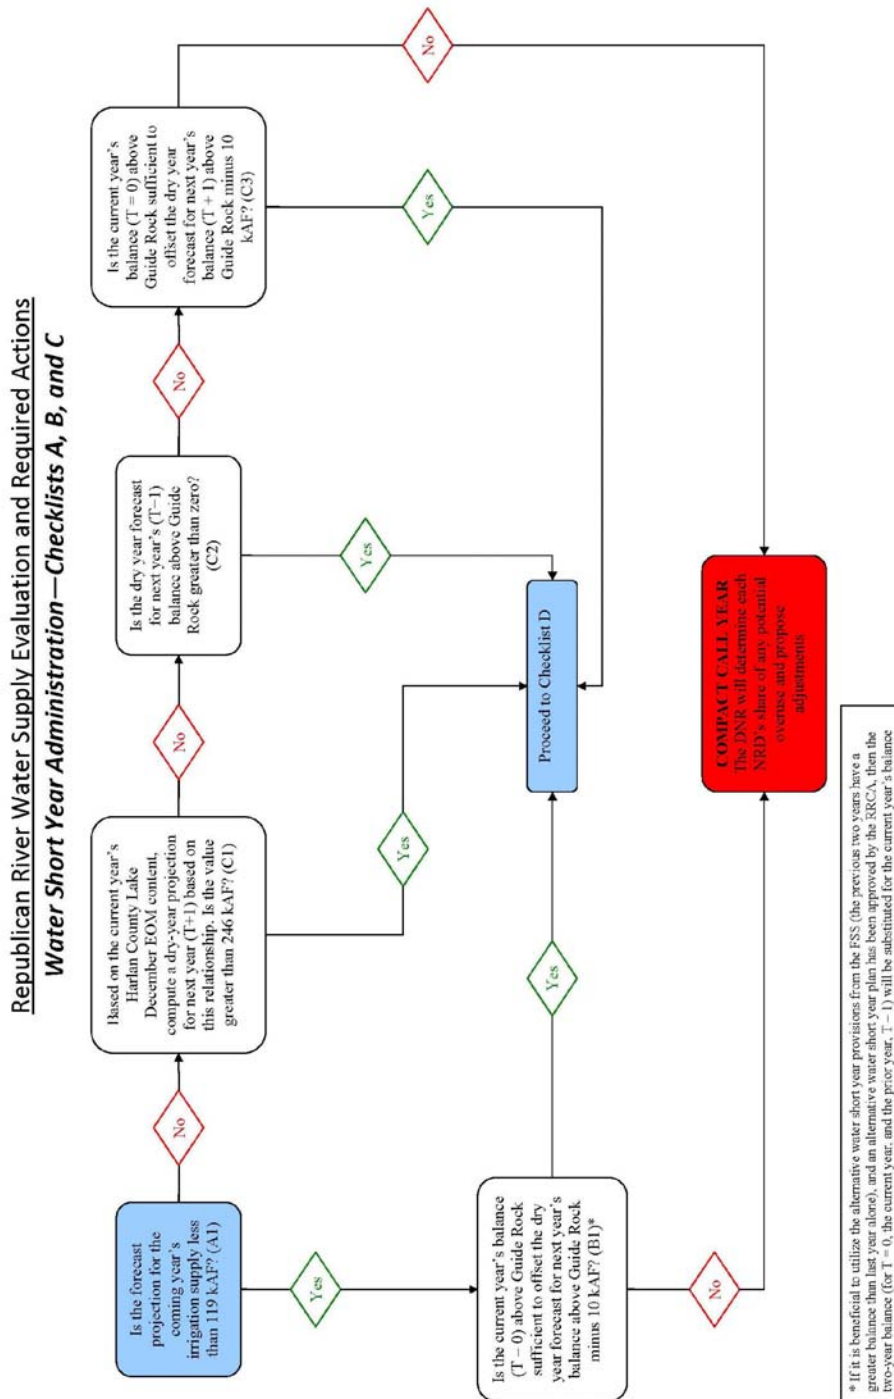 Republican River Water Supply Evaluation and Required Actions
Water Short Year Administration—Checklists A, B, and C
Is the forecast
projection for the
coming year's
irrigation supply less
than 119 kAF? (A1)
No
Based on the current year's
Harlan County Lake
December EOM content,
compute a dry-year projection
for next year (T+1) based on
this relationship. Is the value
greater than 246 kAF? (C1)
No
Is the dry year forecast
for next year's (T−1)
balance above Guide
Rock greater than zero?
(C2)
No
Is the current year's
balance (T = 0) above
Guide Rock sufficient to
offset the dry year
forecast for next year's
balance (T + 1) above
Guide Rock minus 10
kAF? (C3)
No
Yes
Yes
Yes
Yes
Is the current year's balance
(T − 0) above Guide Rock
sufficient to offset the dry
year forecast for next year's
balance above Guide Rock
minus 10 kAF? (B1)*
Yes
Proceed to Checklist D
No
COMPACT CALL YEAR
The DNR will determine each
NRD's share of any potential
overuse and propose
adjustments
* If it is beneficial to utilize the alternative water short year provisions from the FSS (the previous two years have a
greater balance than last year alone), and an alternative water short year plan has been approved by the RRCA, then the
two-year balance (for T = 0, the current year, and the prior year, T − 1) will be substituted for the current year's balance